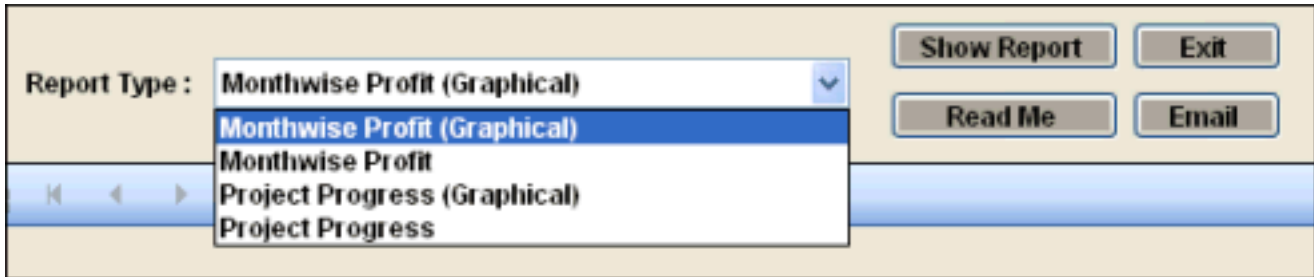 Show Report Exit
Report Type : Monthwise Profit (Graphical)
Read Me Email
Monthwise Profit (Graphical)
Monthwise Profit
Project Progress (Graphical)
Project Progress